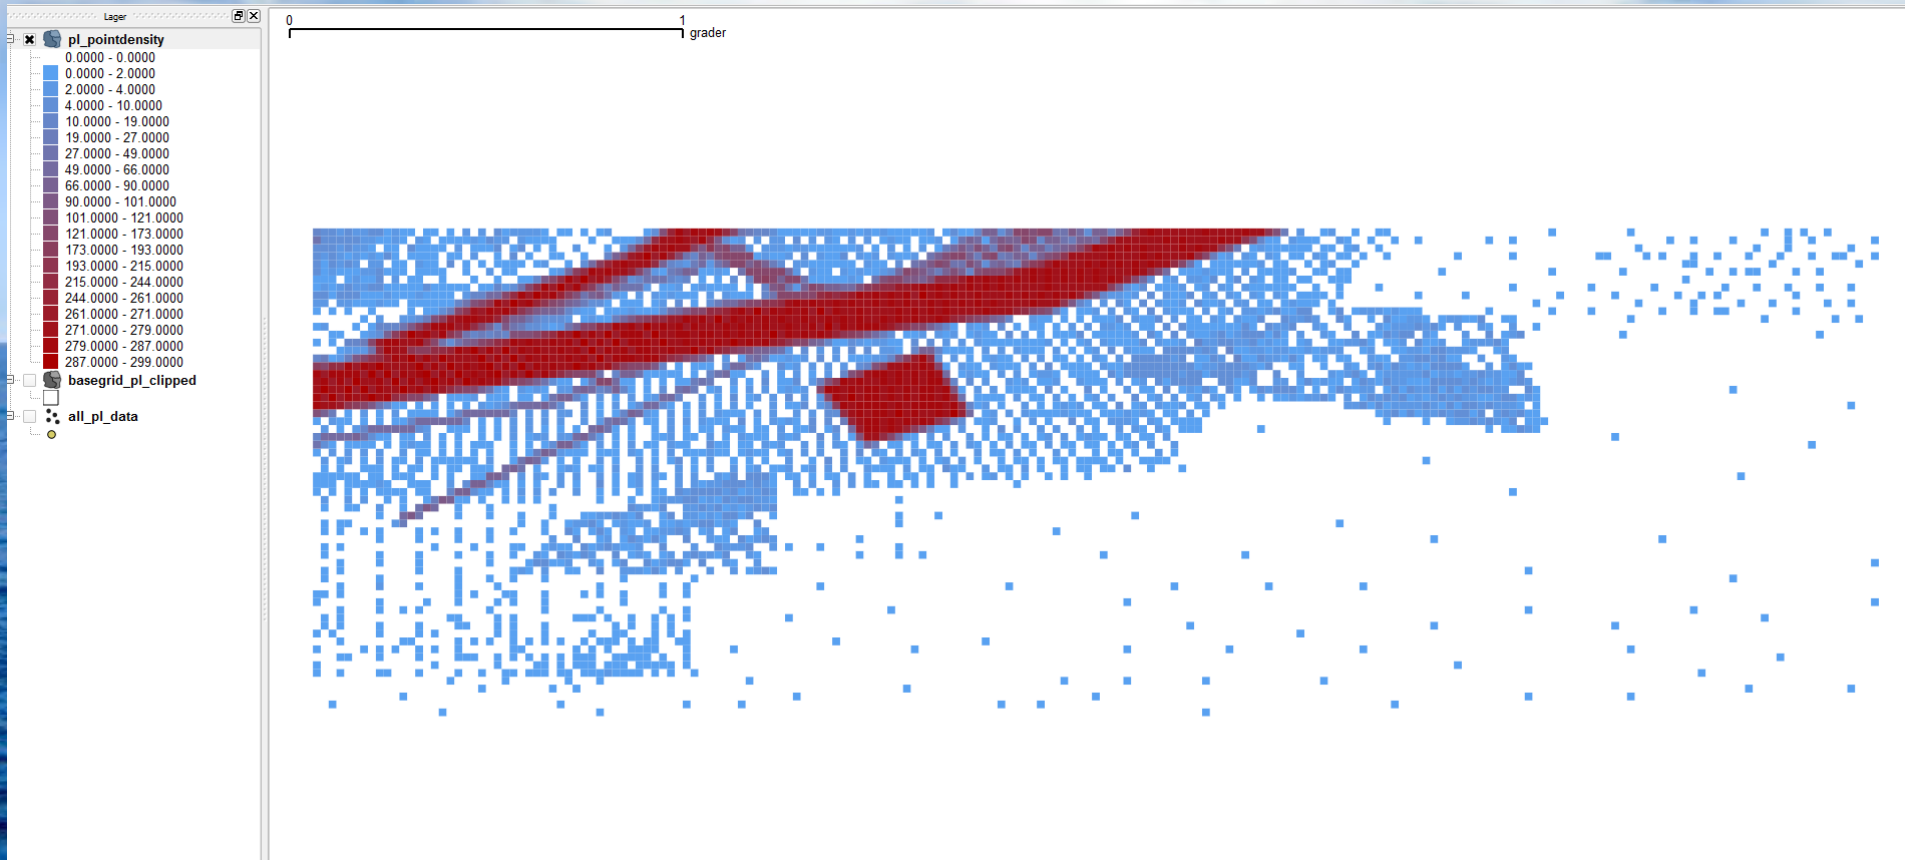 Lager
0 1
grader
pl_pointdensity
0.0000 - 0.0000
0.0000 - 2.0000
2.0000 - 4.0000
4.0000 - 10.0000
10.0000 - 19.0000
19.0000 - 27.0000
27.0000 - 49.0000
49.0000 - 66.0000
66.0000 - 90.0000
90.0000 - 101.0000
101.0000 - 121.0000
121.0000 - 173.0000
173.0000 - 193.0000
193.0000 - 215.0000
215.0000 - 244.0000
244.0000 - 261.0000
261.0000 - 271.0000
271.0000 - 279.0000
279.0000 - 287.0000
287.0000 - 299.0000
basegrid_pl_clipped
all_pl_data